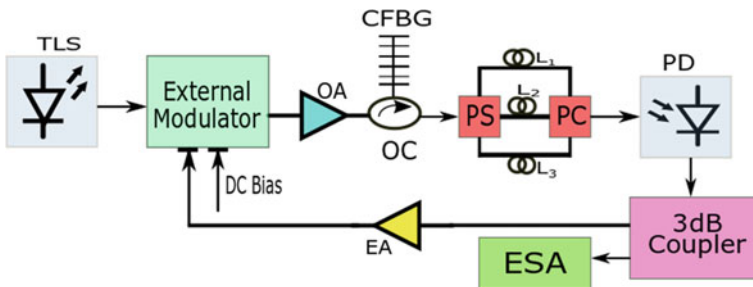 CFBG
TLS
External
Modulator
OA
OC
PS
L₁
L₂
L₃
PC
PD
DC Bias
EA
3dB
Coupler
ESA